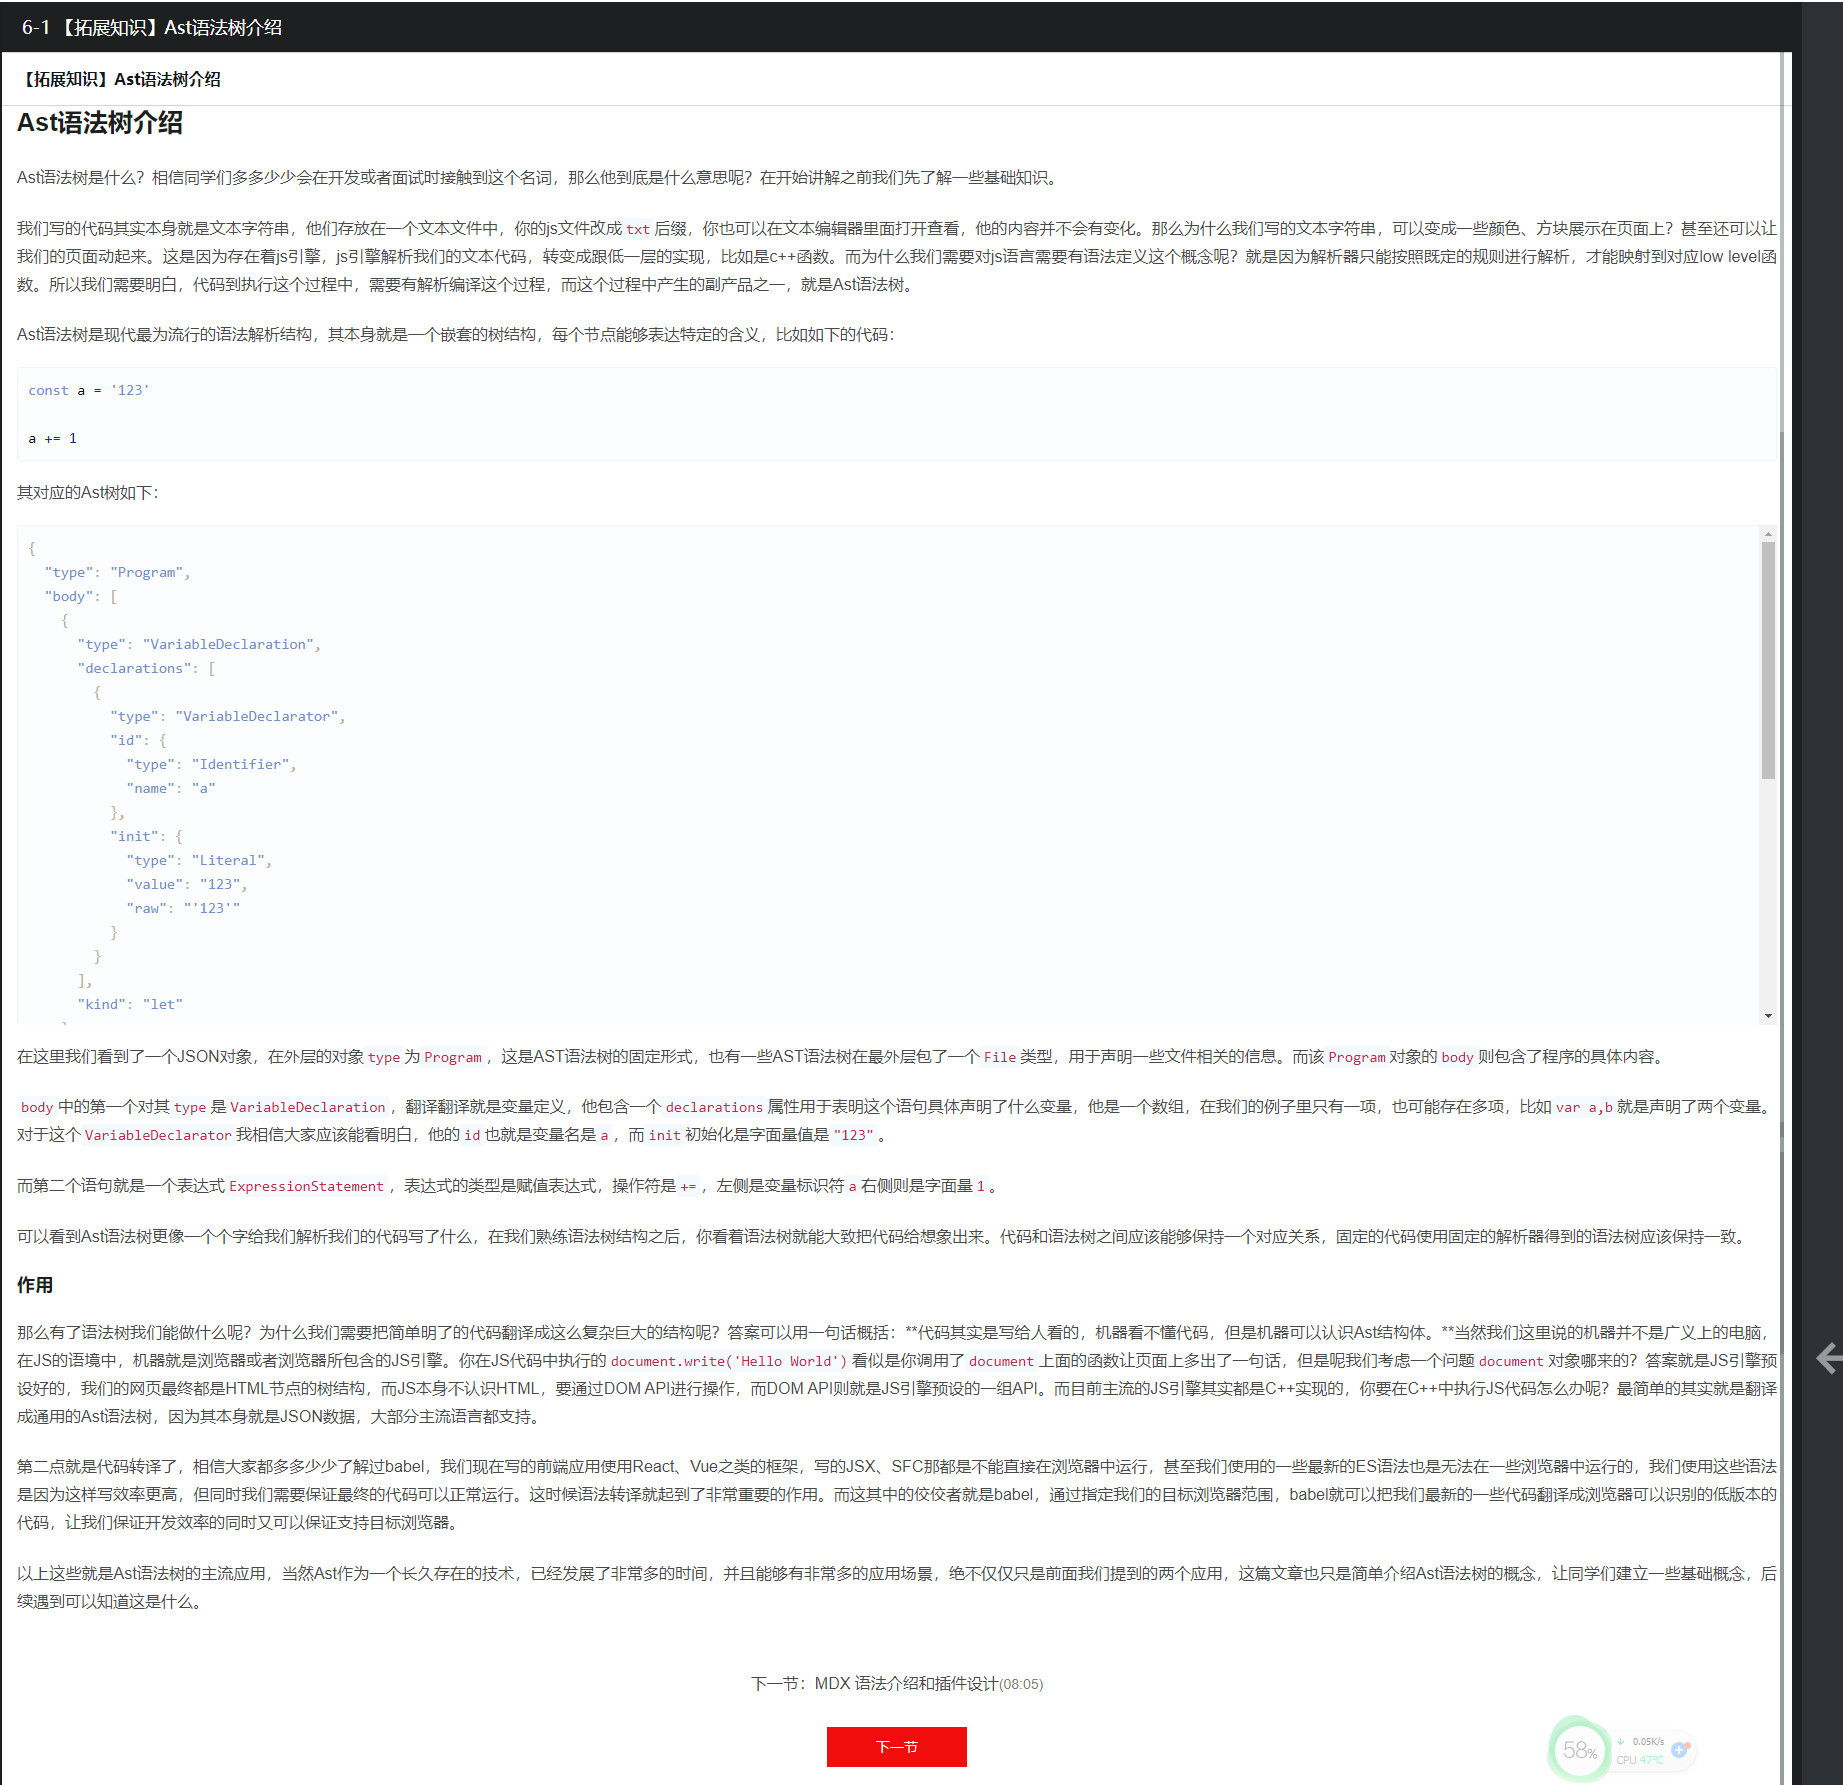 6-1 【拓展知识】Ast语法树介绍
【拓展知识】Ast语法树介绍
Ast语法树介绍
Ast语法树是什么？相信同学们多多少少会在开发或者面试时接触到这个名词，那么他到底是什么意思呢？在开始讲解之前我们先了解一些基础知识。
我们写的代码其实本身就是文本字符串，他们存放在一个文本文件中，你的js文件改成 txt 后缀，你也可以在文本编辑器里面打开查看，他的内容并不会有变化。那么为什么我们写的文本字符串，可以变成一些颜色、方块展示在页面上？甚至还可以让
我们的页面动起来。这是因为存在着js引擎，js引擎解析我们的文本代码，转变成跟低一层的实现，比如是c++函数。而为什么我们需要对js语言需要有语法定义这个概念呢？就是因为解析器只能按照既定的规则进行解析，才能映射到对应low level函
数。所以我们需要明白，代码到执行这个过程中，需要有解析编译这个过程，而这个过程中产生的副产品之一，就是Ast语法树。
Ast语法树是现代最为流行的语法解析结构，其本身就是一个嵌套的树结构，每个节点能够表达特定的含义，比如如下的代码：
const a = '123'
a += 1
其对应的Ast树如下：
{
"type": "Program",
"body": [
{
"type": "VariableDeclaration",
"declarations": [
{
"type": "VariableDeclarator",
"id": {
"type": "Identifier",
"name": "a"
},
"init": {
"type": "Literal",
"value": "123",
"raw": "'123'"
}
}
],
"kind": "let"
在这里我们看到了一个JSON对象，在外层的对象 type 为 Program ，这是AST语法树的固定形式，也有一些AST语法树在最外层包了一个 File 类型，用于声明一些文件相关的信息。而该 Program 对象的 body 则包含了程序的具体内容。
body 中的第一个对其 type 是 VariableDeclaration ，翻译翻译就是变量定义，他包含一个 declarations 属性用于表明这个语句具体声明了什么变量，他是一个数组，在我们的例子里只有一项，也可能存在多项，比如 var a,b 就是声明了两个变量。
对于这个 VariableDeclarator 我相信大家应该能看明白，他的 id 也就是变量名是 a ，而 init 初始化是字面量值是 "123" 。
而第二个语句就是一个表达式 ExpressionStatement ，表达式的类型是赋值表达式，操作符是 += ，左侧是变量标识符 a 右侧则是字面量 1 。
可以看到Ast语法树更像一个个字给我们解析我们的代码写了什么，在我们熟练语法树结构之后，你看着语法树就能大致把代码给想象出来。代码和语法树之间应该能够保持一个对应关系，固定的代码使用固定的解析器得到的语法树应该保持一致。
作用
那么有了语法树我们能做什么呢？为什么我们需要把简单明了的代码翻译成这么复杂巨大的结构呢？答案可以用一句话概括：**代码其实是写给人看的，机器看不懂代码，但是机器可以认识Ast结构体。**当然我们这里说的机器并不是广义上的电脑，
在JS的语境中，机器就是浏览器或者浏览器所包含的JS引擎。你在JS代码中执行的 document.write('Hello World') 看似是你调用了 document 上面的函数让页面上多出了一句话，但是呢我们考虑一个问题 document 对象哪来的？答案就是JS引擎预
设好的，我们的网页最终都是HTML节点的树结构，而JS本身不认识HTML，要通过DOM API进行操作，而DOM API则就是JS引擎预设的一组API。而目前主流的JS引擎其实都是C++实现的，你要在C++中执行JS代码怎么办呢？最简单的其实就是翻译
成通用的Ast语法树，因为其本身就是JSON数据，大部分主流语言都支持。
第二点就是代码转译了，相信大家都多多少少了解过babel，我们现在写的前端应用使用React、Vue之类的框架，写的JSX、SFC那都是不能直接在浏览器中运行，甚至我们使用的一些最新的ES语法也是无法在一些浏览器中运行的，我们使用这些语法
是因为这样写效率更高，但同时我们需要保证最终的代码可以正常运行。这时候语法转译就起到了非常重要的作用。而这其中的佼佼者就是babel，通过指定我们的目标浏览器范围，babel就可以把我们最新的一些代码翻译成浏览器可以识别的低版本的
代码，让我们保证开发效率的同时又可以保证支持目标浏览器。
以上这些就是Ast语法树的主流应用，当然Ast作为一个长久存在的技术，已经发展了非常多的时间，并且能够有非常多的应用场景，绝不仅仅只是前面我们提到的两个应用，这篇文章也只是简单介绍Ast语法树的概念，让同学们建立一些基础概念，后
续遇到可以知道这是什么。
下一节：MDX 语法介绍和插件设计(08:05)
下一节
58%
0.05K/s
CPU 47°C